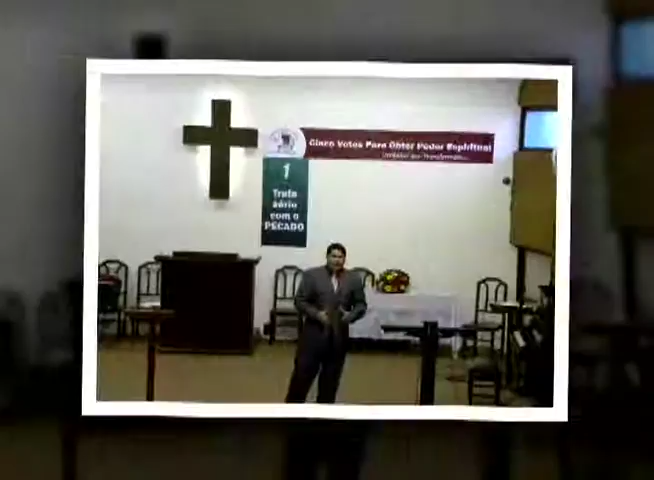 Cinco Votos Para Obter Poder Espiritual
1
Trate
sério
com o
PECADO